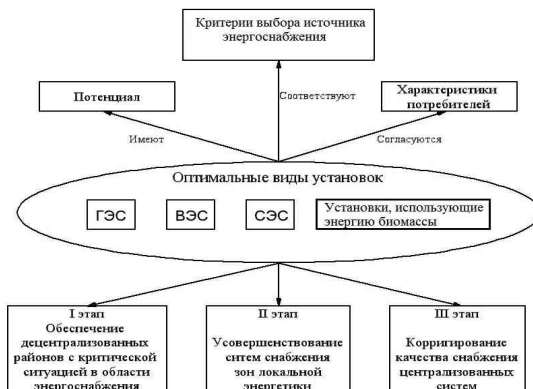 Критерии выбора источника
энергоснабжения
Потенциал
Соответствуют
Характеристики
потребителей
Имеют
Согласуются
Оптимальные виды установок
ГЭС
ВЭС
СЭС
Установки, использующие
энергию биомассы
I этап
Обеспечение
децентрализованных
районов с критической
ситуацией в области
энергоснабжения
II этап
Усовершенствование
ситем снабжения
зон локальной
энергетики
III этап
Корригирование
качества снабжения
централизованных
систем